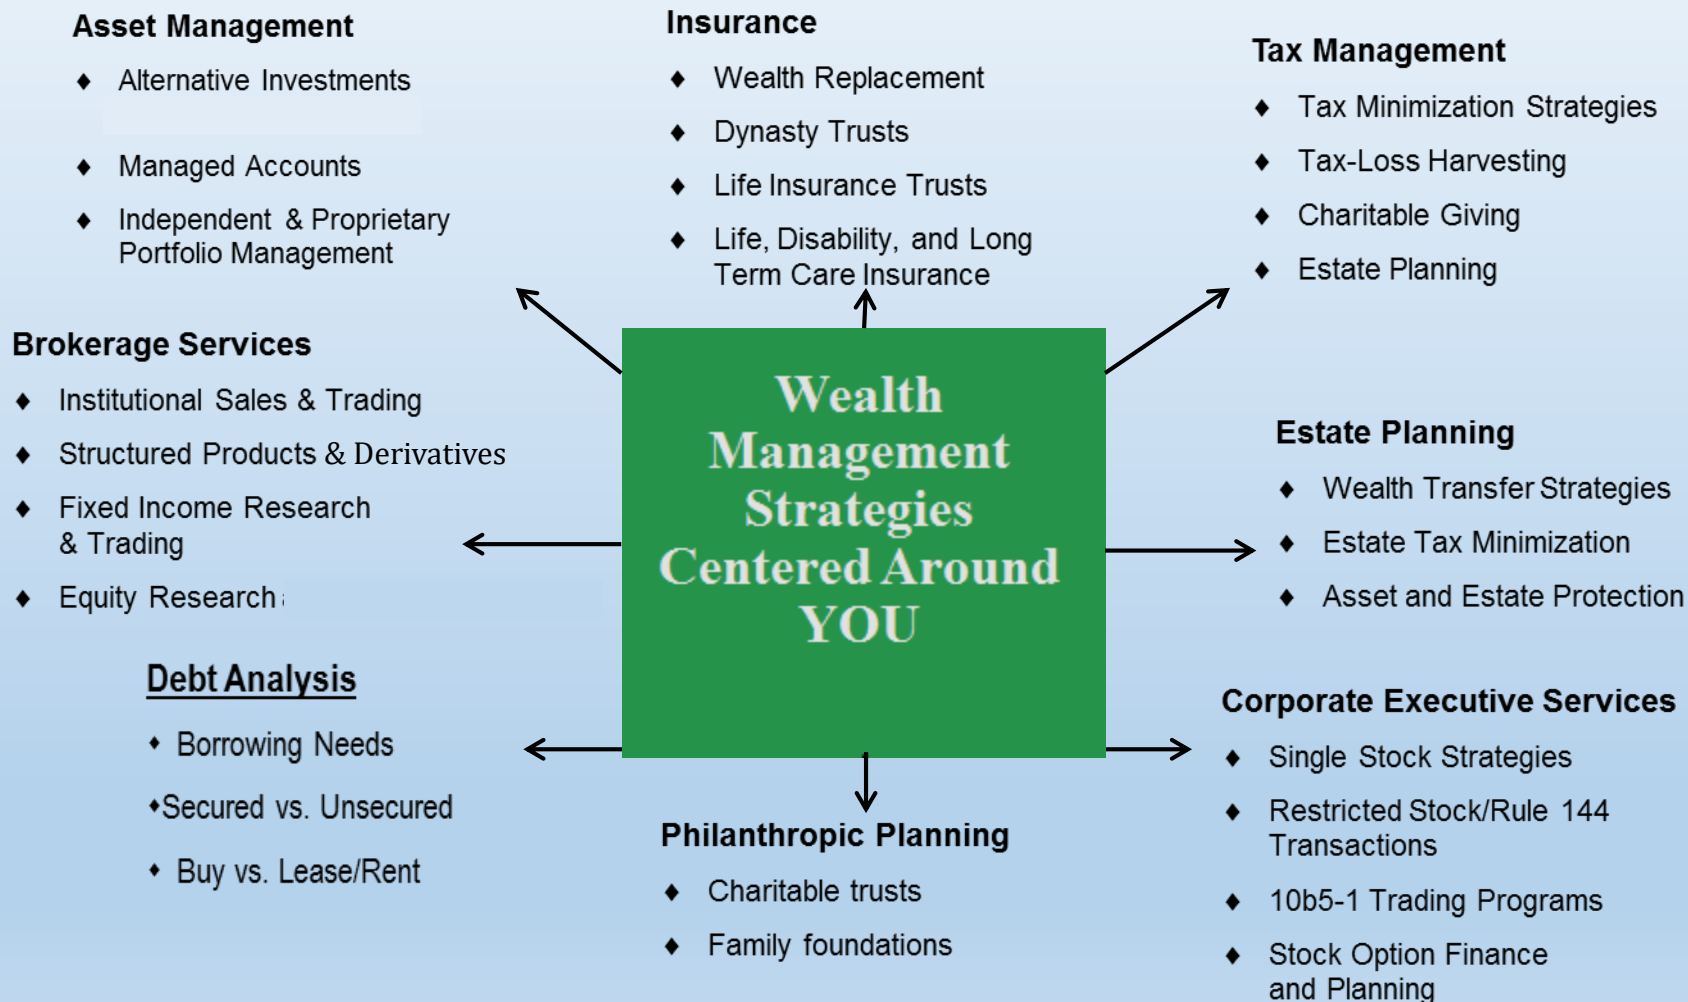 Asset Management
♦ Alternative Investments
♦ Managed Accounts
♦ Independent & Proprietary
Portfolio Management
Insurance
♦ Wealth Replacement
♦ Dynasty Trusts
♦ Life Insurance Trusts
♦ Life, Disability, and Long
Term Care Insurance
Tax Management
♦ Tax Minimization Strategies
♦ Tax-Loss Harvesting
♦ Charitable Giving
♦ Estate Planning
Brokerage Services
♦ Institutional Sales & Trading
♦ Structured Products & Derivatives
♦ Fixed Income Research
& Trading
♦ Equity Research
Wealth
Management
Strategies
Centered Around
YOU
Estate Planning
♦ Wealth Transfer Strategies
♦ Estate Tax Minimization
♦ Asset and Estate Protection
Debt Analysis
♦ Borrowing Needs
♦Secured vs. Unsecured
♦ Buy vs. Lease/Rent
Philanthropic Planning
♦ Charitable trusts
♦ Family foundations
Corporate Executive Services
♦ Single Stock Strategies
♦ Restricted Stock/Rule 144
Transactions
♦ 10b5-1 Trading Programs
♦ Stock Option Finance
and Planning